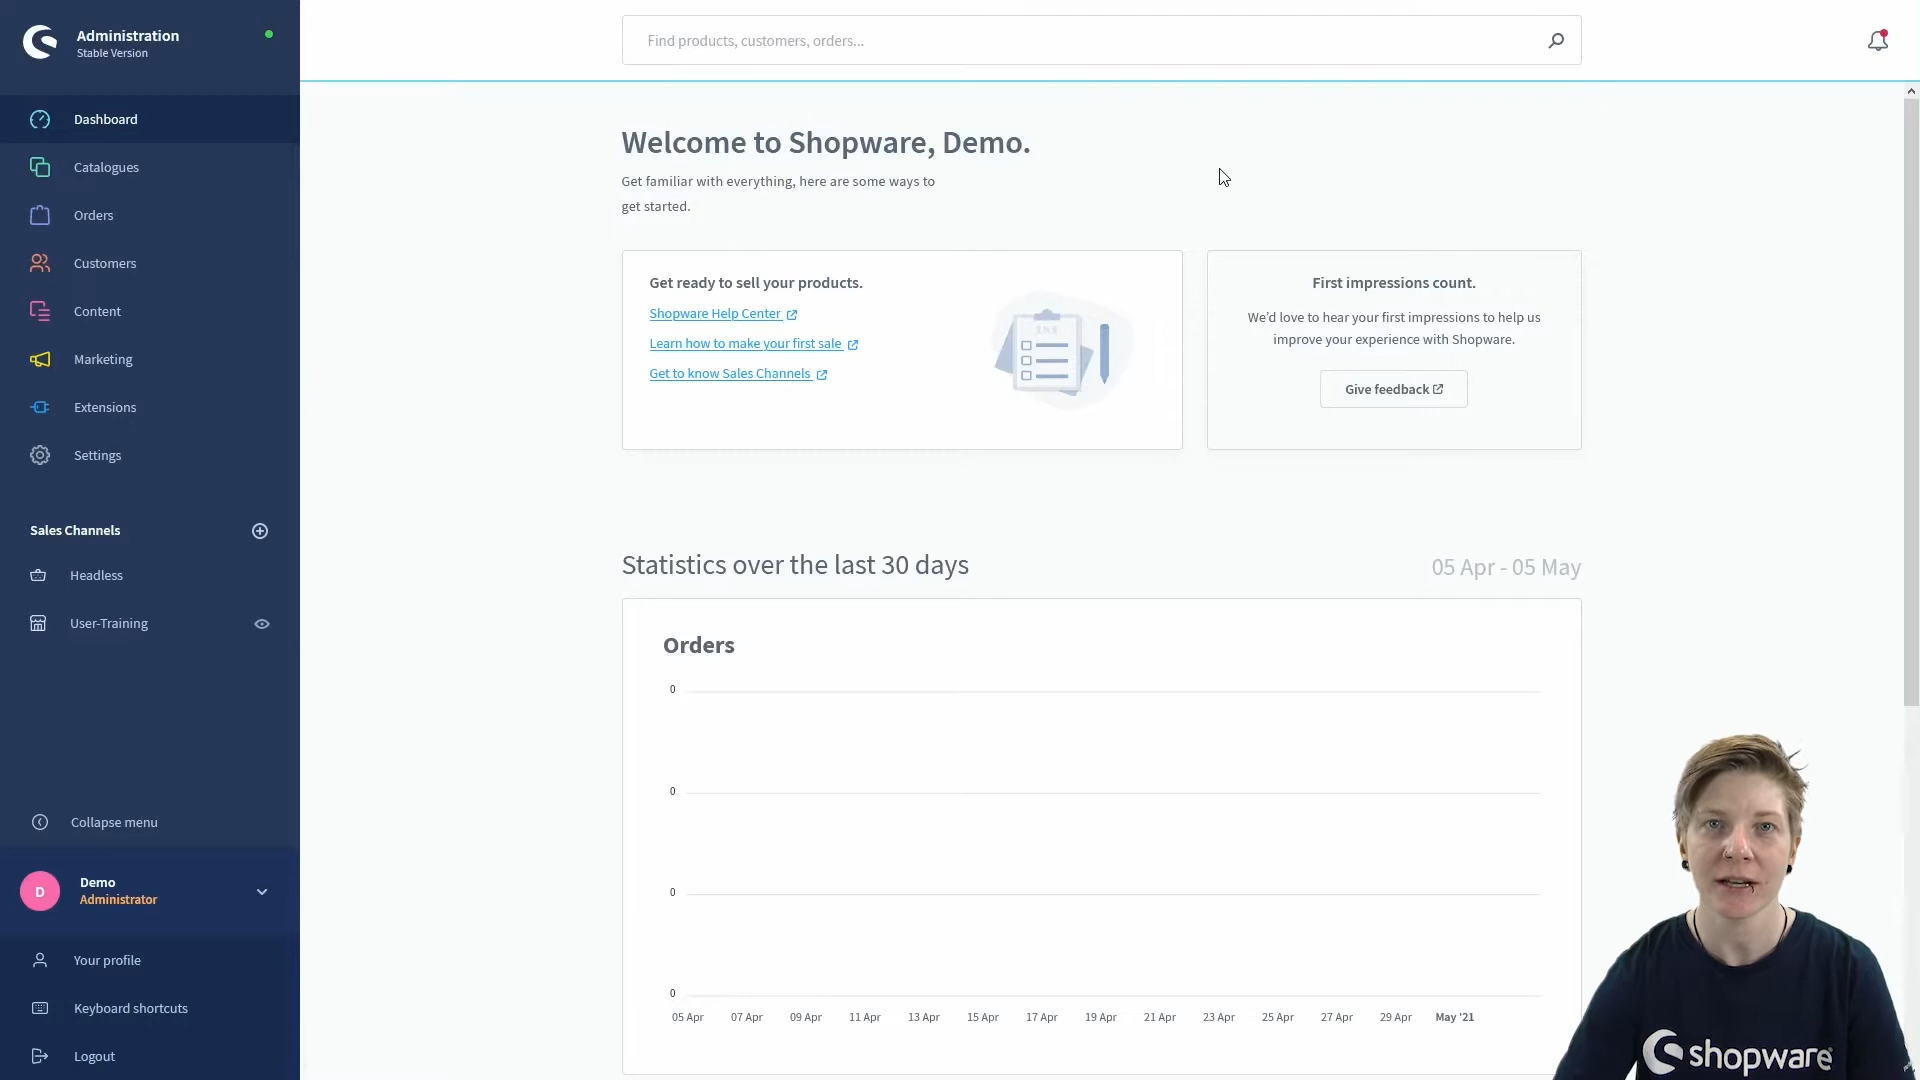 Administration
Stable Version
Dashboard
Catalogues
Orders
Customers
Content
Marketing
Extensions
Settings
Sales Channels
Headless
User-Training
Collapse menu
D
Demo
Administrator
Your profile
Keyboard shortcuts
Logout
Find products, customers, orders...
Welcome to Shopware, Demo.
Get familiar with everything, here are some ways to
get started.
Get ready to sell your products.
Shopware Help Center
Learn how to make your first sale
Get to know Sales Channels
First impressions count.
We'd love to hear your first impressions to help us
improve your experience with Shopware.
Give feedback
Statistics over the last 30 days
05 Apr - 05 May
Orders
0
0
0
0
05 Apr 07 Apr 09 Apr 11 Apr 13 Apr 15 Apr 17 Apr 19 Apr 21 Apr 23 Apr 25 Apr 27 Apr 29 Apr May '21
shopware